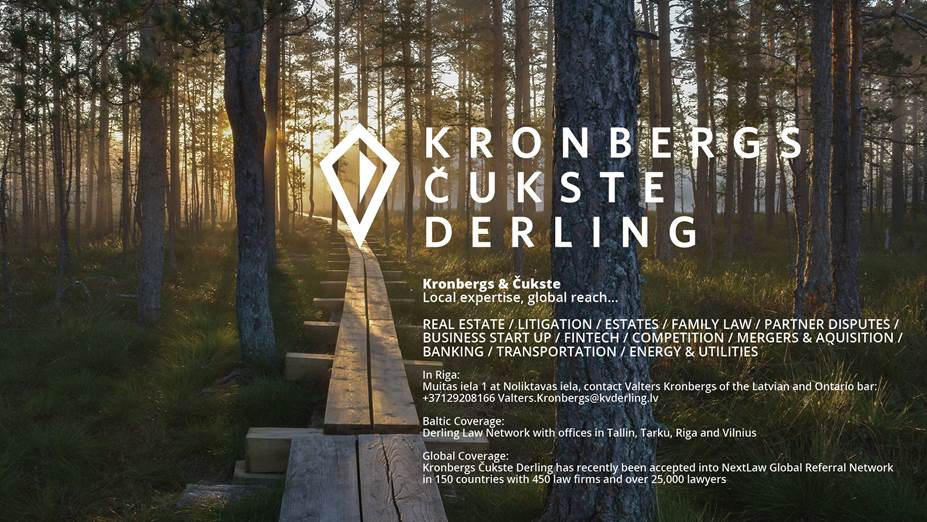 KRONBERGS
ČUKSTE
DERLING
Kronbergs & Čukste
Local expertise, global reach...
REAL ESTATE / LITIGATION / ESTATES / FAMILY LAW / PARTNER DISPUTES /
BUSINESS START UP / FINTECH / COMPETITION / MERGERS & AQUISITION /
BANKING / TRANSPORTATION / ENERGY & UTILITIES
In Riga:
Muitas iela 1 at Noliktavas iela, contact Valters Kronbergs of the Latvian and Ontario bar:
+37129208166 Valters.Kronbergs@kvderling.lv
Baltic Coverage:
Derling Law Network with offices in Tallin, Tarku, Riga and Vilnius
Global Coverage:
Kronbergs Čukste Derling has recently been accepted into NextLaw Global Referral Network
in 150 countries with 450 law firms and over 25,000 lawyers